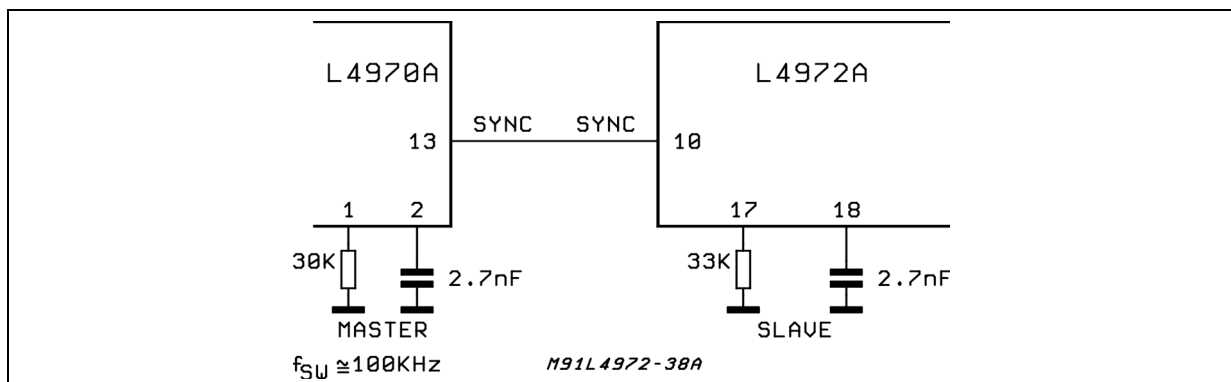 L4970A
L4972A
SYNC SYNC
13
10
1 2
17 18
30K
2.7nF
33K
2.7nF
MASTER
SLAVE
fSW ≅100KHz
M91L4972-38A